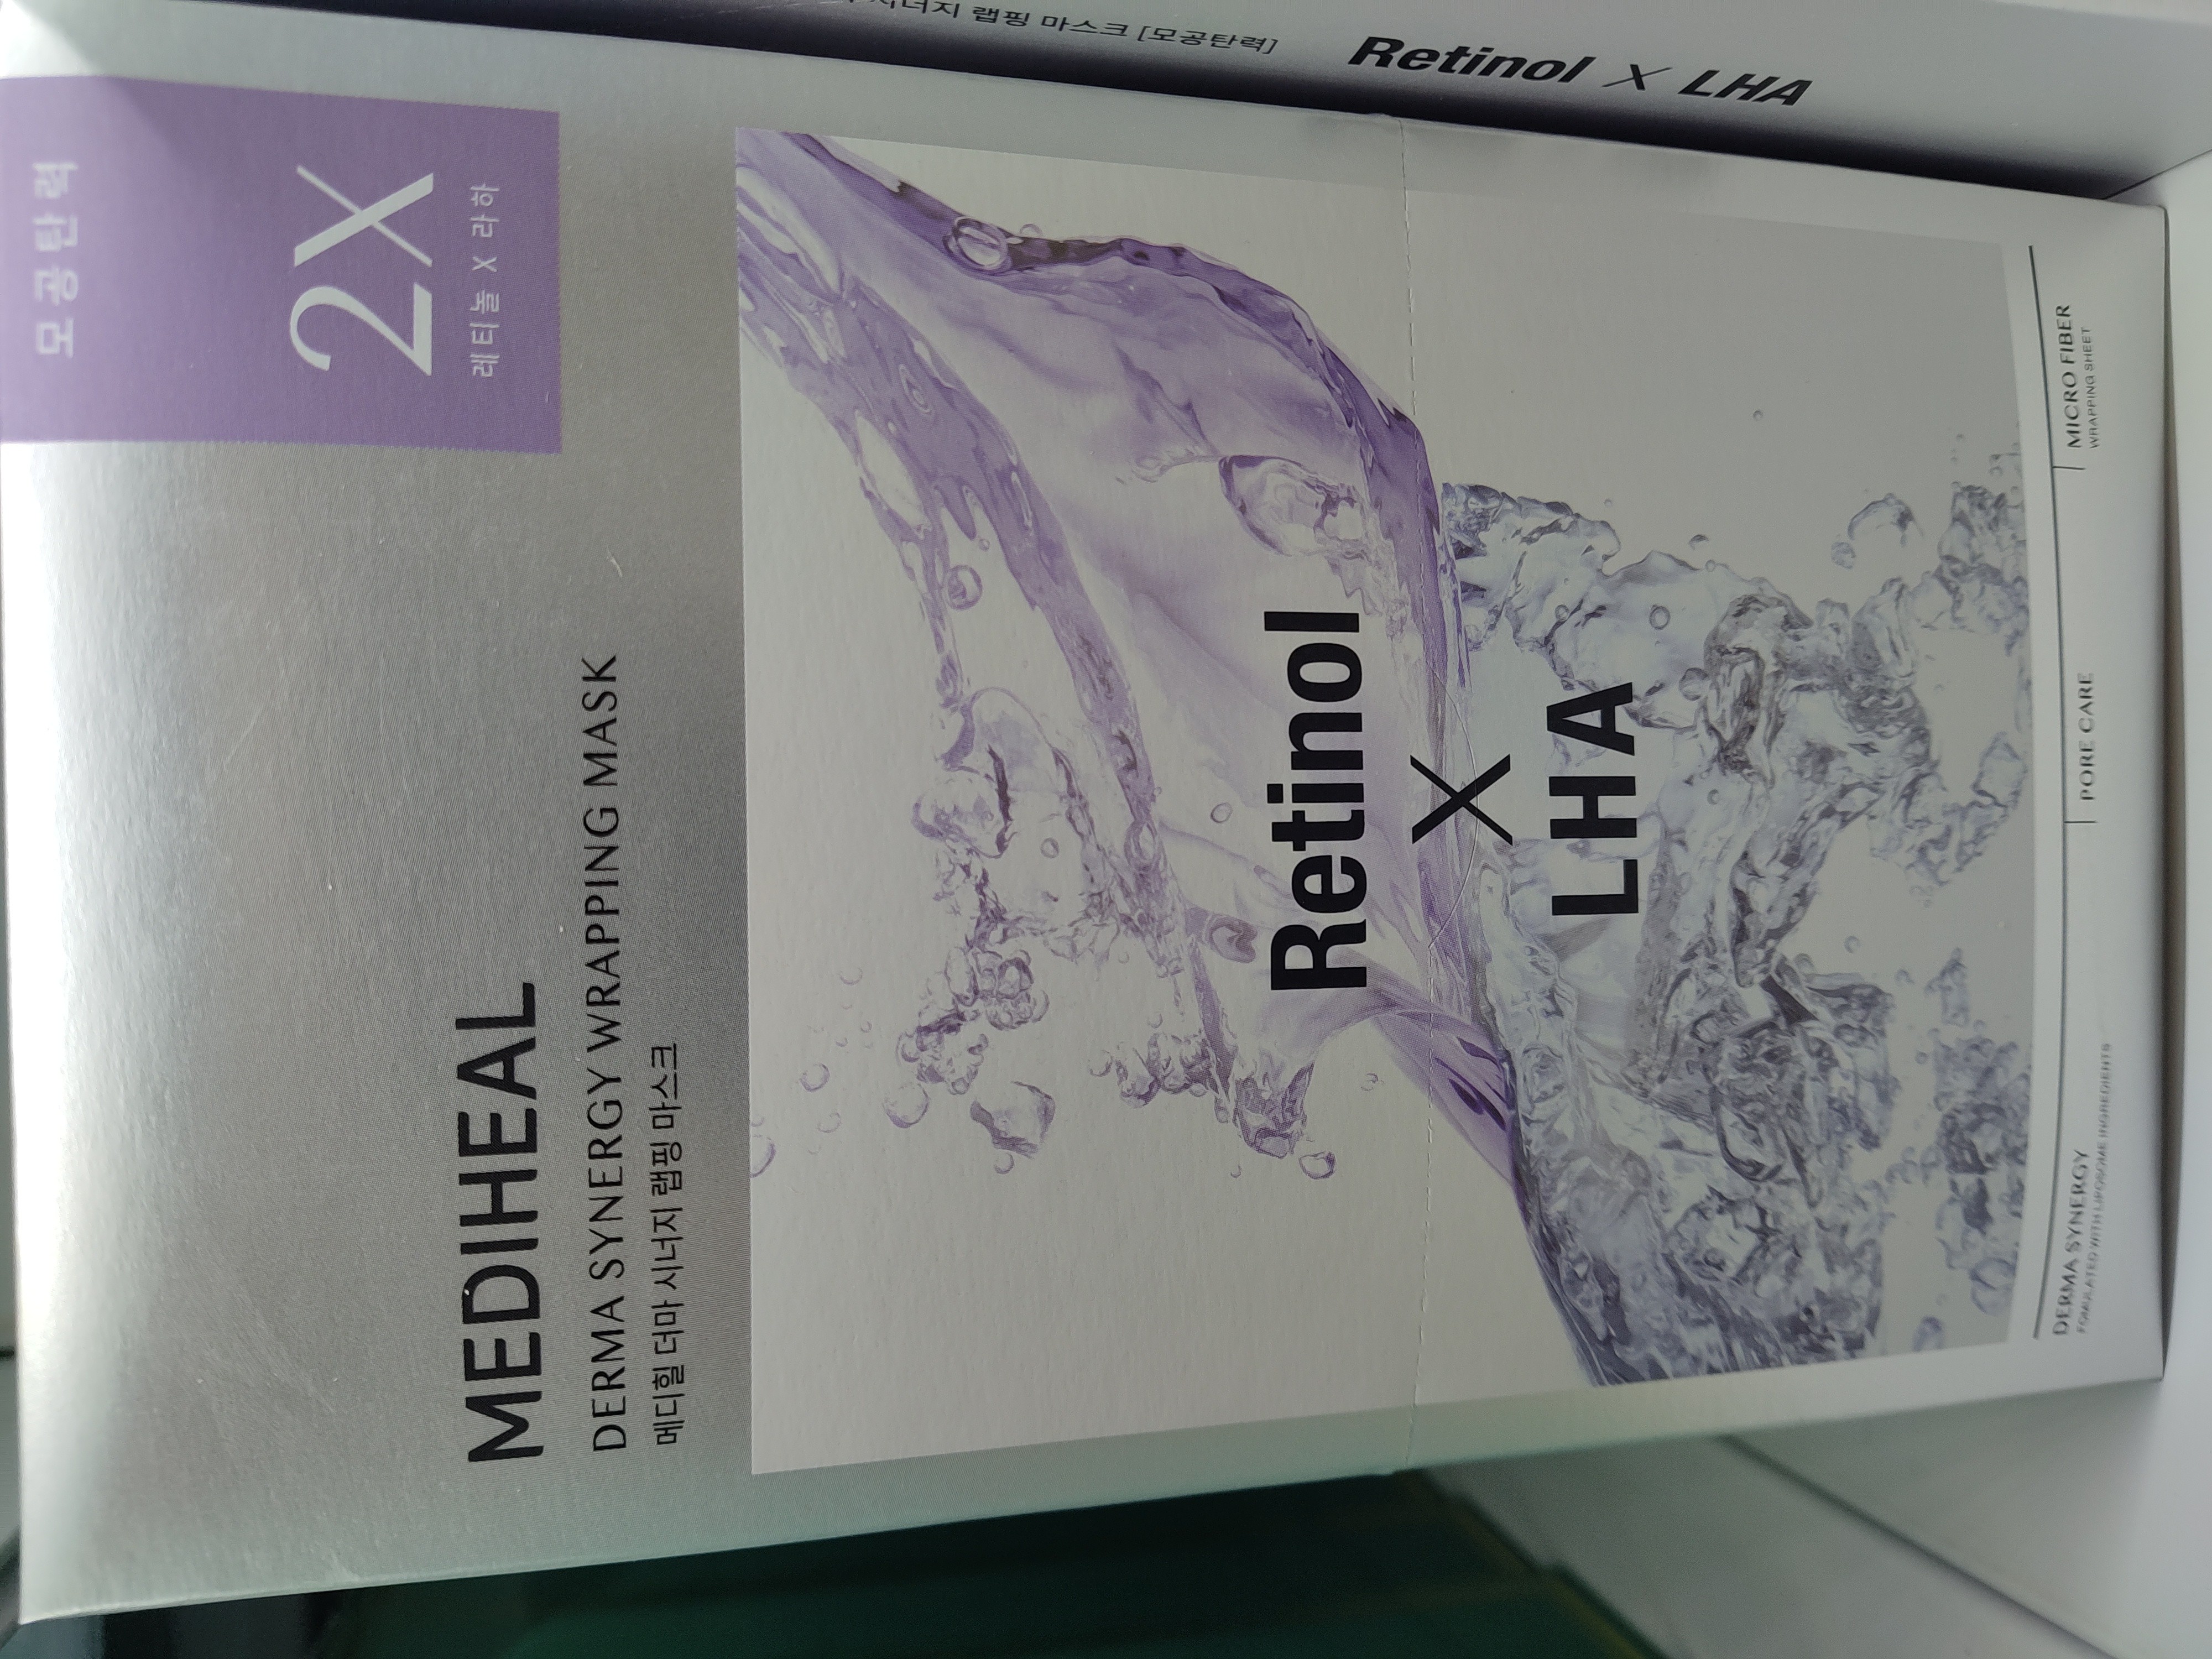 모공탄력
2X
레티놀 X 라하
MEDIHEAL
DERMA SYNERGY WRAPPING MASK
메디힐 더마 시너지 랩핑 마스크
Retinol
X
LHA
DERMA SYNERGY
FOMULATED WITH LIPOSOME INGREDIENTS
PORE CARE
MICRO FIBER
WRAPPING SHEET
시너지 랩핑 마스크 [모공탄력]
Retinol X LHA